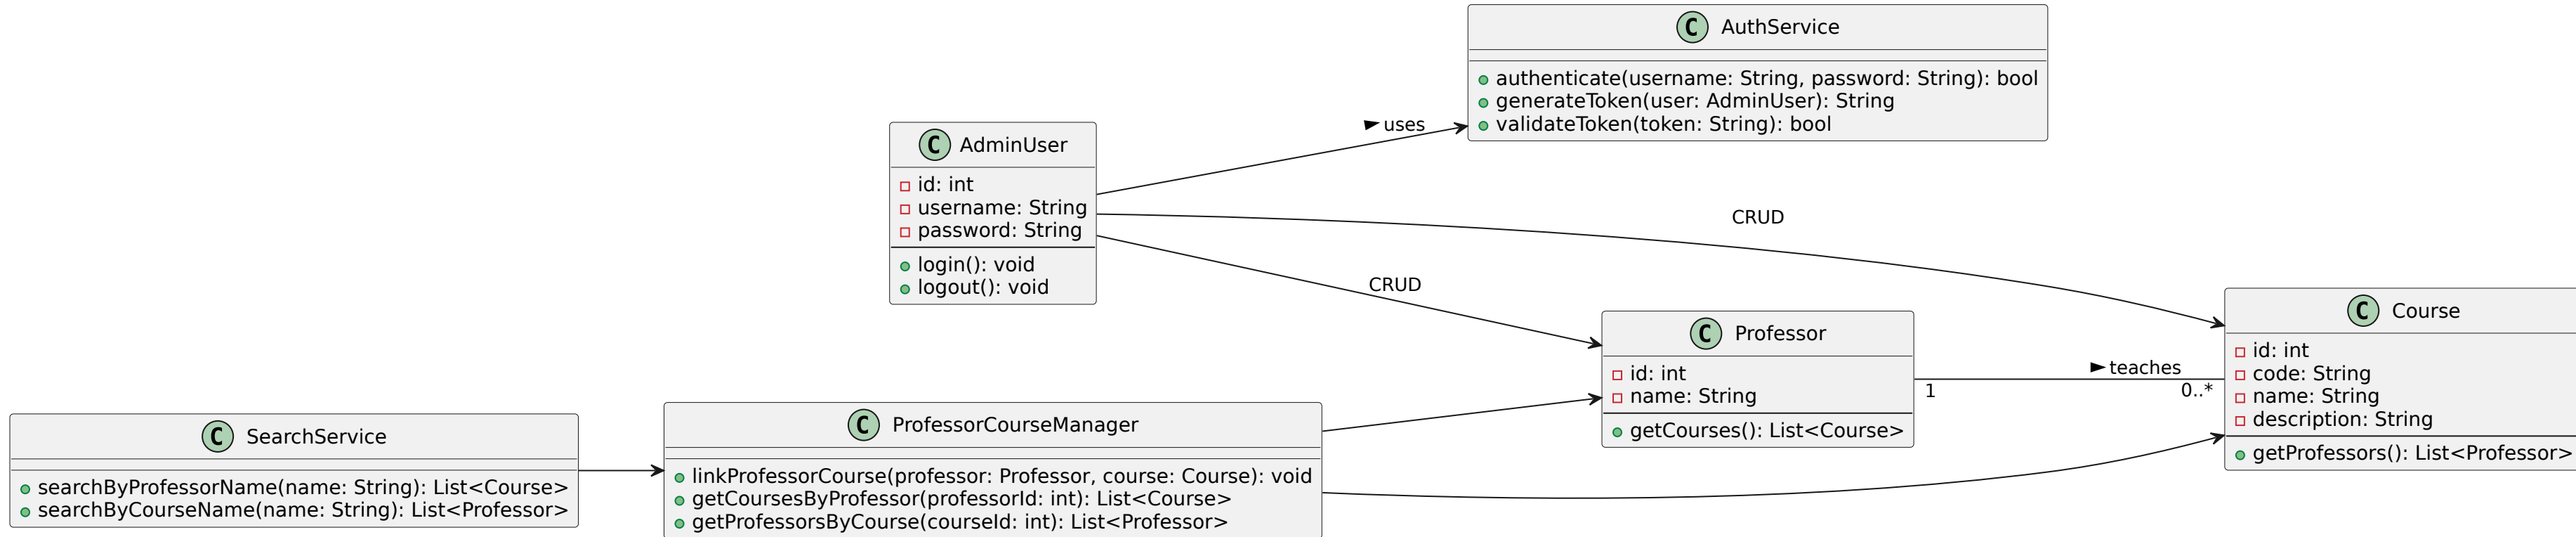 C AuthService
authenticate(username: String, password: String): bool
generateToken(user: AdminUser): String
validateToken(token: String): bool
uses
C AdminUser
id: int
username: String
password: String
login(): void
logout(): void
CRUD
CRUD
C Professor
id: int
name: String
getCourses(): List<Course>
teaches
1
0..*
C Course
id: int
code: String
name: String
description: String
getProfessors(): List<Professor>
C SearchService
searchByProfessorName(name: String): List<Course>
searchByCourseName(name: String): List<Professor>
C ProfessorCourseManager
linkProfessorCourse(professor: Professor, course: Course): void
getCoursesByProfessor(professorId: int): List<Course>
getProfessorsByCourse(courseId: int): List<Professor>